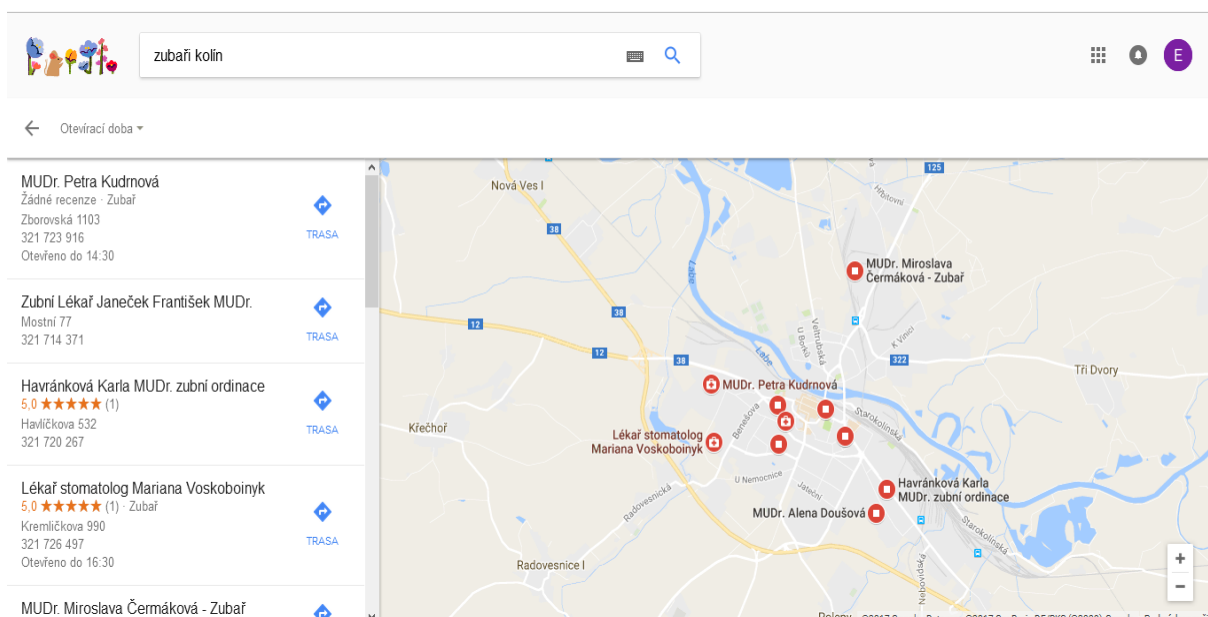 zubaři kolín
E
Otevírací doba
MUDr. Petra Kudrnová
Žádné recenze · Zubař
Zborovská 1103
321 723 916
Otevřeno do 14:30
TRASA
Zubní Lékař Janeček František MUDr.
Mostní 77
321 714 371
TRASA
Havránková Karla MUDr. zubní ordinace
5,0 ★★★★★ (1)
Havlíčkova 532
321 720 267
TRASA
Lékař stomatolog Mariana Voskoboinyk
5,0 ★★★★★ (1) · Zubař
Kremličkova 990
321 726 497
Otevřeno do 16:30
TRASA
MUDr. Miroslava Čermáková - Zubař
Nová Ves I
125
Hřbitovní
38
Labe
MUDr. Miroslava
Čermáková - Zubař
38
12
Veltrubská
U Borků
K Vinici
12
38
Labe
322
Tři Dvory
MUDr. Petra Kudrnová
Benešova
Starokolínská
Křečhoř
Lékař stomatolog
Mariana Voskoboinyk
U Nemocnice
Jateční
Radovesnická
Havránková Karla
MUDr. zubní ordinace
MUDr. Alena Doušová
Starokolínská
Radovesnice I
+
−